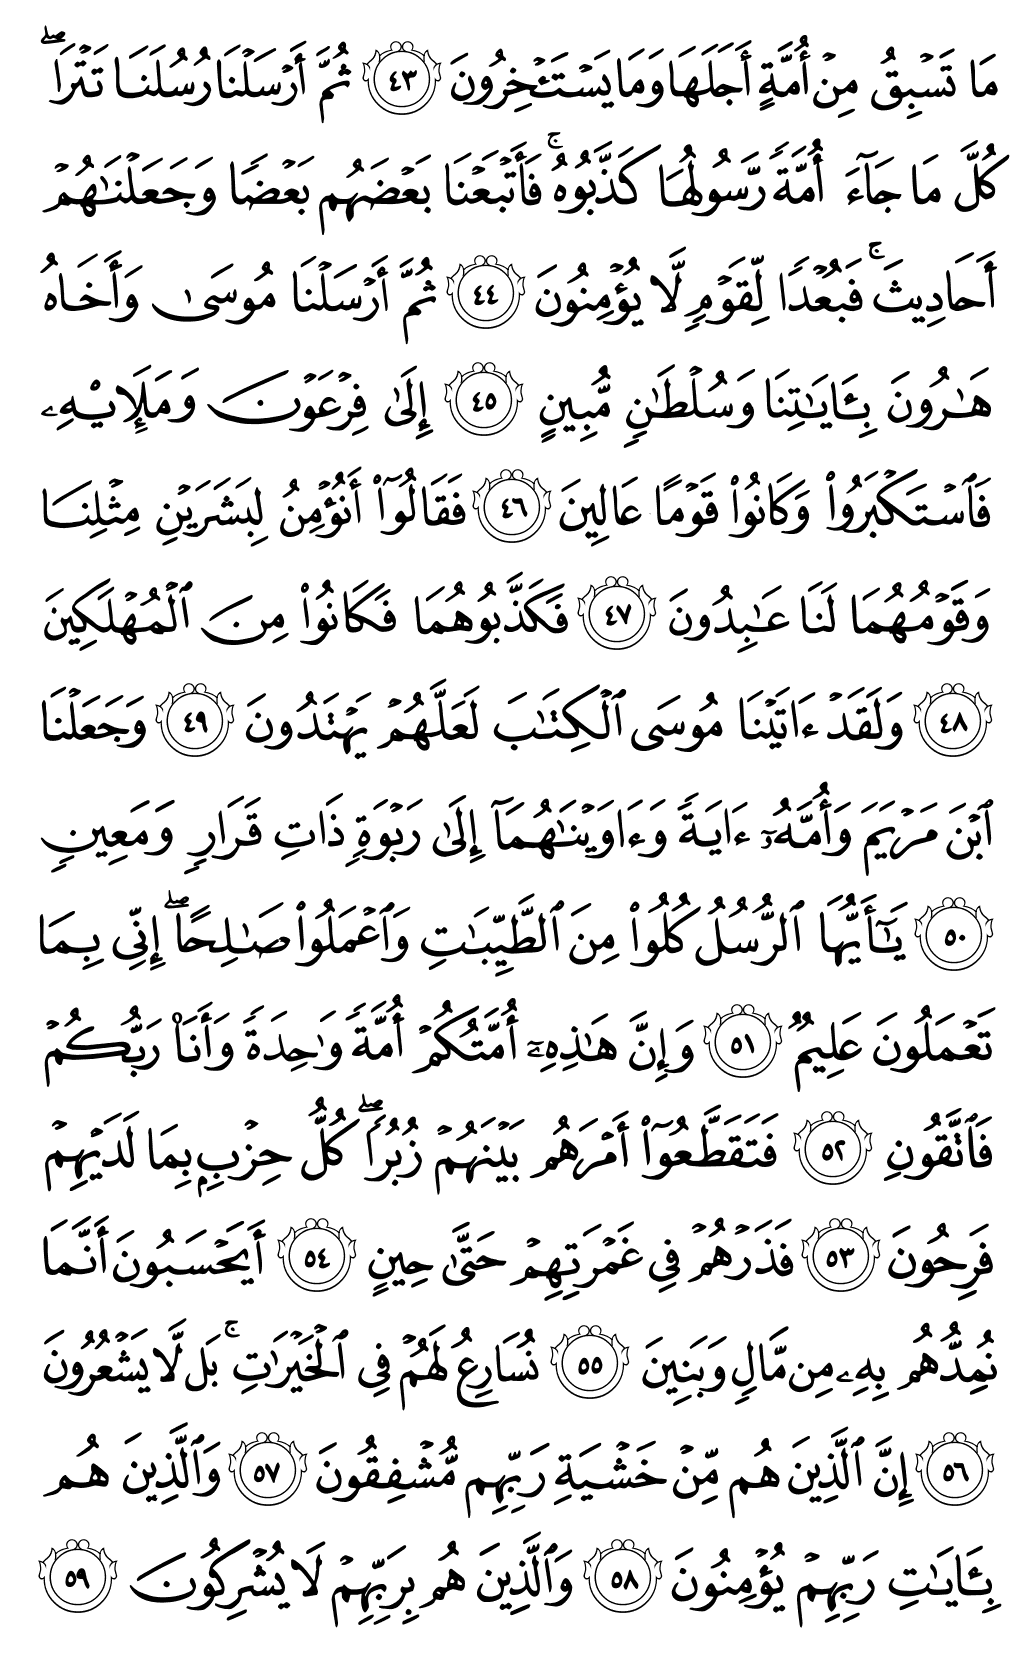 مَا تَسْبِقُ مِنْ أُمَّةٍ أَجَلَهَا وَمَا يَسْتَـْٔخِرُونَ ٤٣ ثُمَّ أَرْسَلْنَا رُسُلَنَا تَتْرَاۖ
كُلَّ مَا جَآءَ أُمَّةً رَّسُولُهَا كَذَّبُوهُۚ فَأَتْبَعْنَا بَعْضَهُم بَعْضًا وَجَعَلْنَـٰهُمْ
أَحَادِيثَۚ فَبُعْدًا لِّقَوْمٍ لَّا يُؤْمِنُونَ ٤٤ ثُمَّ أَرْسَلْنَا مُوسَىٰ وَأَخَاهُ
هَـٰرُونَ بِـَٔايَـٰتِنَا وَسُلْطَـٰنٍ مُّبِينٍ ٤٥ إِلَىٰ فِرْعَوْنَ وَمَلَإِي۟هِۦ
فَٱسْتَكْبَرُوا۟ وَكَانُوا۟ قَوْمًا عَالِينَ ٤٦ فَقَالُوٓا۟ أَنُؤْمِنُ لِبَشَرَيْنِ مِثْلِنَا
وَقَوْمُهُمَا لَنَا عَـٰبِدُونَ ٤٧ فَكَذَّبُوهُمَا فَكَانُوا۟ مِنَ ٱلْمُهْلَكِينَ
٤٨ وَلَقَدْ ءَاتَيْنَا مُوسَى ٱلْكِتَـٰبَ لَعَلَّهُمْ يَهْتَدُونَ ٤٩ وَجَعَلْنَا
ٱبْنَ مَرْيَمَ وَأُمَّهُۥٓ ءَايَةً وَءَاوَيْنَـٰهُمَآ إِلَىٰ رَبْوَةٍ ذَاتِ قَرَارٍ وَمَعِينٍ
٥٠ يَـٰٓأَيُّهَا ٱلرُّسُلُ كُلُوا۟ مِنَ ٱلطَّيِّبَـٰتِ وَٱعْمَلُوا۟ صَـٰلِحًاۖ إِنِّى بِمَا
تَعْمَلُونَ عَلِيمٌ ٥١ وَإِنَّ هَـٰذِهِۦٓ أُمَّتُكُمْ أُمَّةً وَٰحِدَةً وَأَنَا۠ رَبُّكُمْ
فَٱتَّقُونِ ٥٢ فَتَقَطَّعُوٓا۟ أَمْرَهُم بَيْنَهُمْ زُبُرًاۖ كُلُّ حِزْبٍۭ بِمَا لَدَيْهِمْ
فَرِحُونَ ٥٣ فَذَرْهُمْ فِى غَمْرَتِهِمْ حَتَّىٰ حِينٍ ٥٤ أَيَحْسَبُونَ أَنَّمَا
نُمِدُّهُم بِهِۦ مِن مَّالٍ وَبَنِينَ ٥٥ نُسَارِعُ لَهُمْ فِى ٱلْخَيْرَٰتِۚ بَل لَّا يَشْعُرُونَ
٥٦ إِنَّ ٱلَّذِينَ هُم مِّنْ خَشْيَةِ رَبِّهِم مُّشْفِقُونَ ٥٧ وَٱلَّذِينَ هُم
بِـَٔايَـٰتِ رَبِّهِمْ يُؤْمِنُونَ ٥٨ وَٱلَّذِينَ هُم بِرَبِّهِمْ لَا يُشْرِكُونَ ٥٩